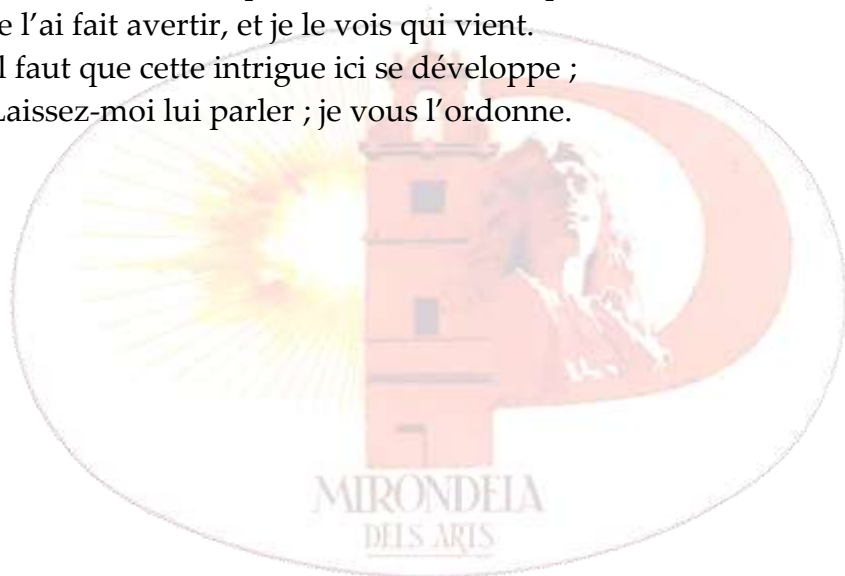 e l’ai fait avertir, et je le vois qui vient.
l faut que cette intrigue ici se développe ;
Laissez-moi lui parler ; je vous l’ordonne.
MIRONDELA
DELS ARTS